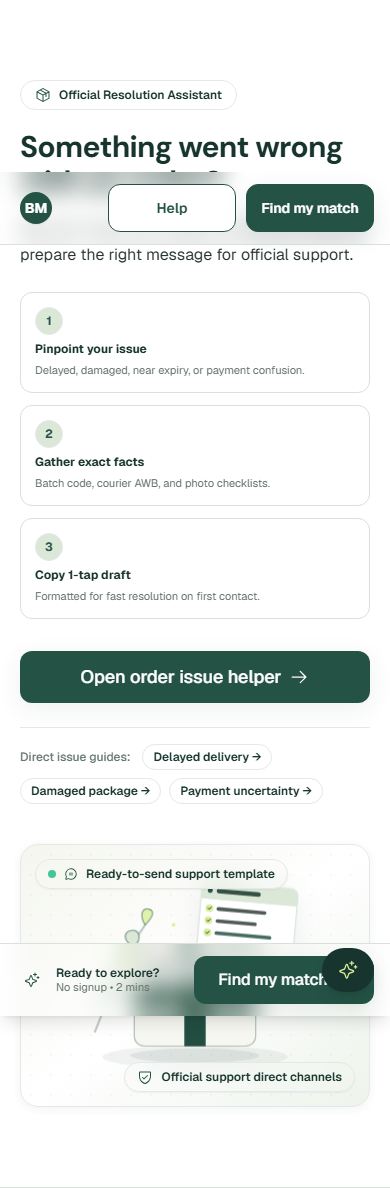 Official Resolution Assistant
Something went wrong
BM
Help
Find my match
prepare the right message for official support.
1
Pinpoint your issue
Delayed, damaged, near expiry, or payment confusion.
2
Gather exact facts
Batch code, courier AWB, and photo checklists.
3
Copy 1-tap draft
Formatted for fast resolution on first contact.
Open order issue helper →
Direct issue guides:
Delayed delivery →
Damaged package →
Payment uncertainty →
Ready-to-send support template
Ready to explore?
No signup • 2 mins
Find my match
Official support direct channels